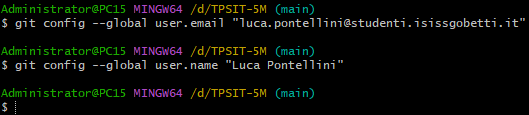 Administrator@PC15 MINGW64 /d/TPSIT-5M (main)
$ git config --global user.email "luca.pontellini@studenti.isissgobetti.it"
Administrator@PC15 MINGW64 /d/TPSIT-5M (main)
$ git config --global user.name "Luca Pontellini"
Administrator@PC15 MINGW64 /d/TPSIT-5M (main)
$